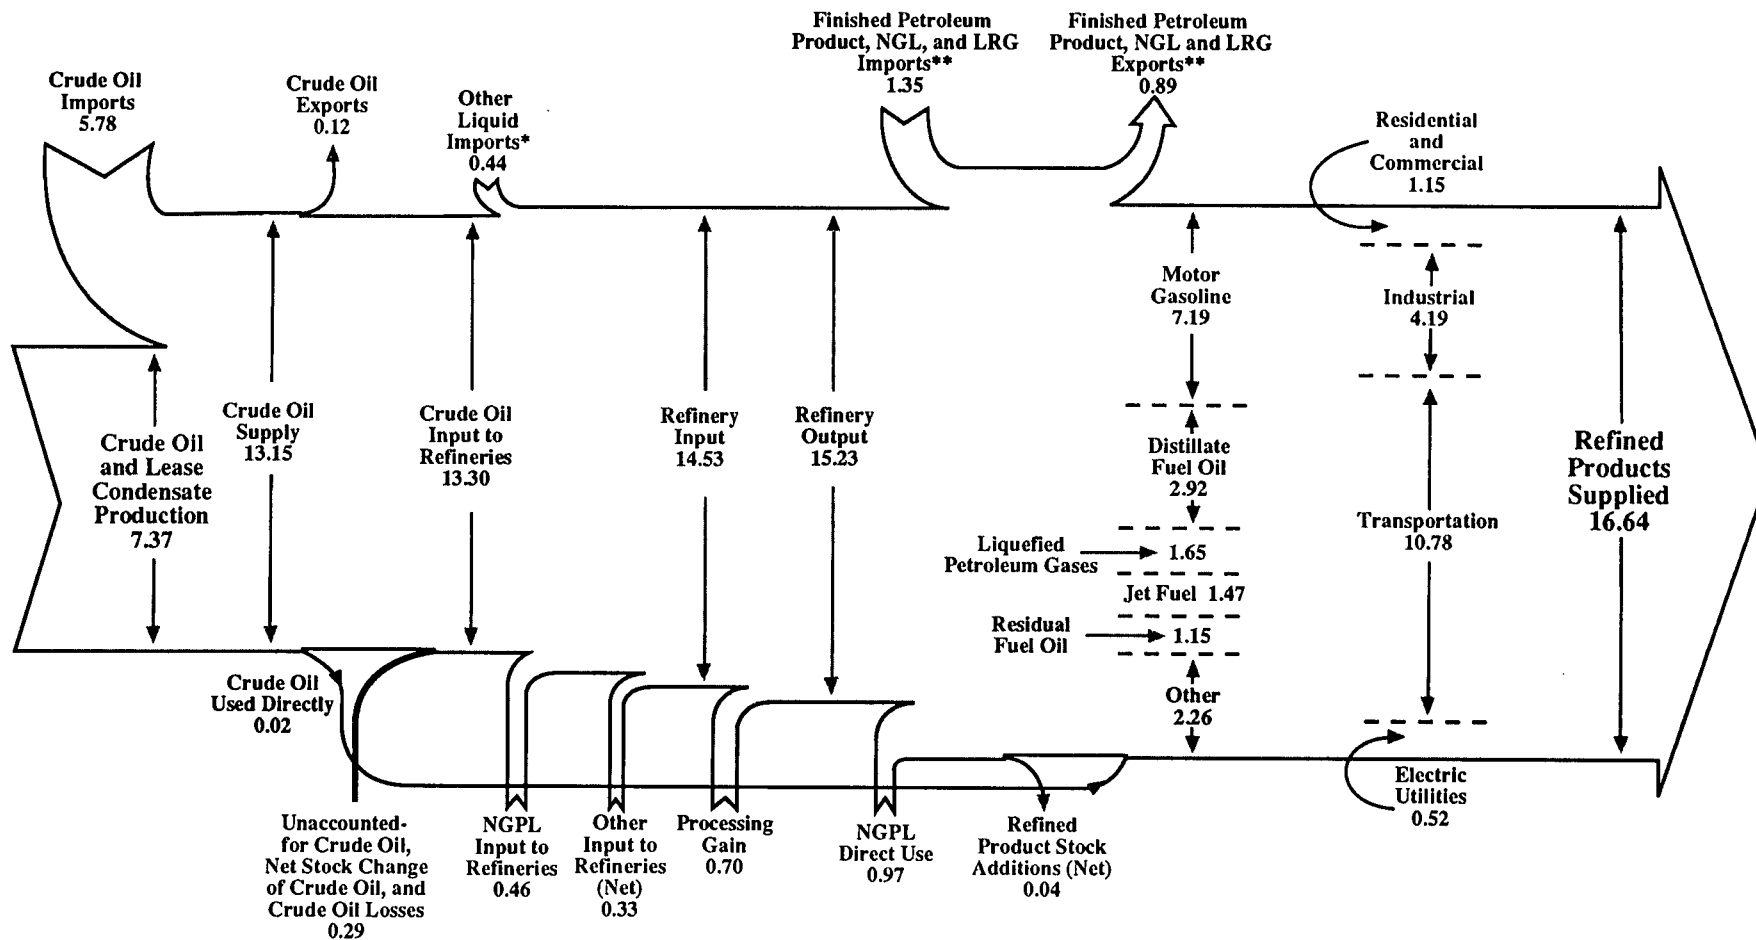 Crude Oil
Imports
5.78
Crude Oil
Exports
0.12
Other
Liquid
Imports*
0.44
Finished Petroleum
Product, NGL, and LRG
Imports**
1.35
Finished Petroleum
Product, NGL and LRG
Exports**
0.89
Residential
and
Commercial
1.15
Crude Oil
and Lease
Condensate
Production
7.37
Crude Oil
Supply
13.15
Crude Oil
Input to
Refineries
13.30
Refinery
Input
14.53
Refinery
Output
15.23
Motor
Gasoline
7.19
Distillate
Fuel Oil
2.92
Liquefied
Petroleum Gases
1.65
Jet Fuel 1.47
Residual
Fuel Oil
1.15
Other
2.26
Industrial
4.19
Transportation
10.78
Electric
Utilities
0.52
Refined
Products
Supplied
16.64
Crude Oil
Used Directly
0.02
Unaccounted-
for Crude Oil,
Net Stock Change
of Crude Oil, and
Crude Oil Losses
0.29
NGPL
Input to
Refineries
0.46
Other
Input to
Refineries
(Net)
0.33
Processing
Gain
0.70
NGPL
Direct Use
0.97
Refined
Product Stock
Additions (Net)
0.04